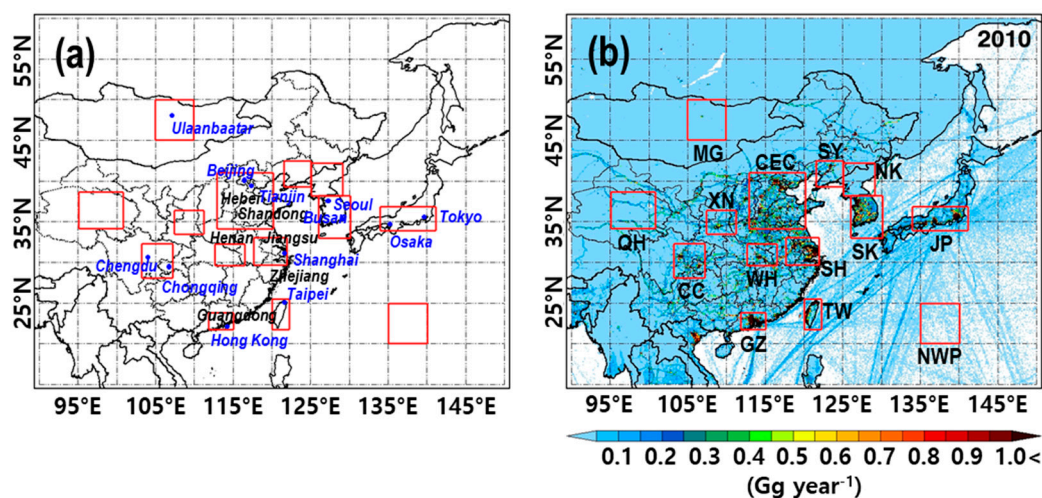 (a)
55°N
45°N
35°N
25°N
Ulaanbaatar
Beijing
Tianjin
Hebei
Shandong
Seoul
Busan
Tokyo
Osaka
Henan
Jiangsu
Shanghai
Chengdu
Chongqing
Zhejiang
Taipei
Guangdong
Hong Kong
95°E 105°E 115°E 125°E 135°E 145°E
(b)
2010
55°N
45°N
35°N
25°N
MG
CEC
SY
NK
XN
QH
SK
JP
WH
SH
CC
TW
GZ
NWP
95°E 105°E 115°E 125°E 135°E 145°E
0.1 0.2 0.3 0.4 0.5 0.6 0.7 0.8 0.9 1.0<
(Gg year⁻¹)